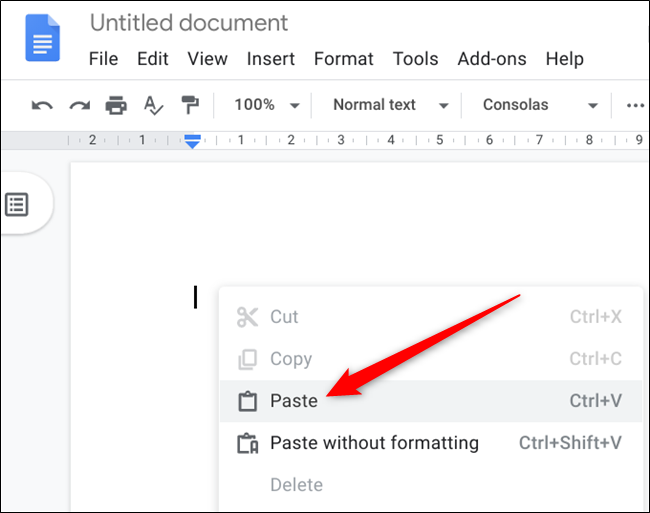 Untitled document
File Edit View Insert Format Tools Add-ons Help
100% Normal text Consolas
2 1 1 2 3 4 5 6 7 8 9
Cut Ctrl+X
Copy Ctrl+C
Paste Ctrl+V
Paste without formatting Ctrl+Shift+V
Delete